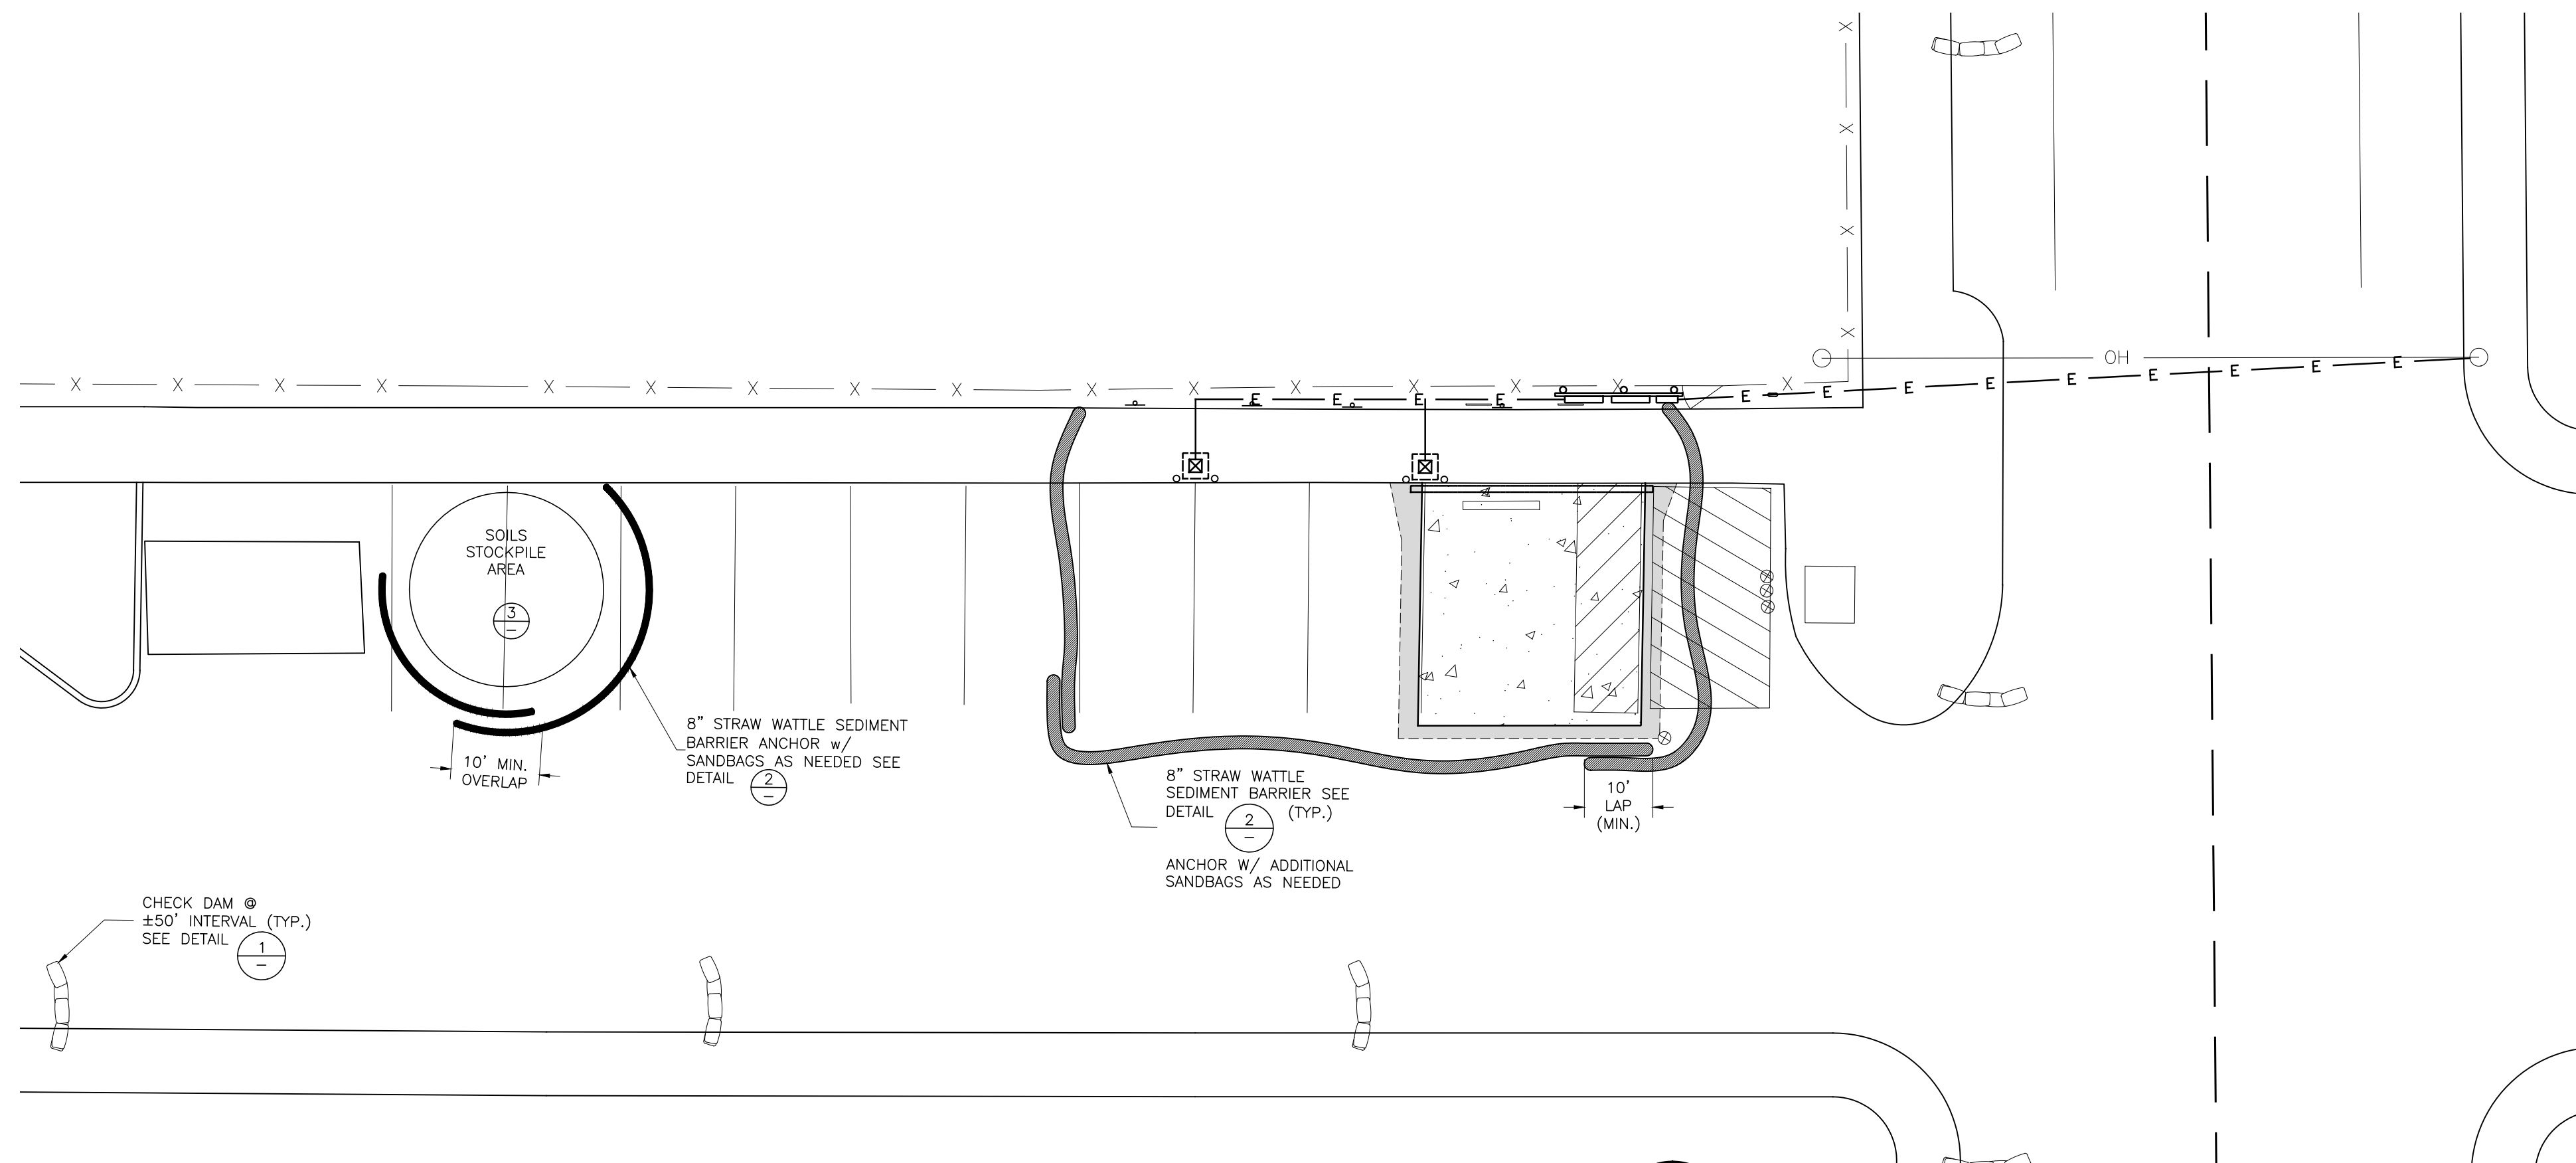 OH
X X X X X X X X X X X X X X X X X
E E E E E E E E E E E E E
SOILS
STOCKPILE
AREA
3
–
8" STRAW WATTLE SEDIMENT
BARRIER ANCHOR w/
SANDBAGS AS NEEDED SEE
DETAIL 2
–
10' MIN.
OVERLAP
8" STRAW WATTLE
SEDIMENT BARRIER SEE
DETAIL 2 (TYP.)
–
ANCHOR W/ ADDITIONAL
SANDBAGS AS NEEDED
10'
LAP
(MIN.)
CHECK DAM @
±50' INTERVAL (TYP.)
SEE DETAIL 1
–